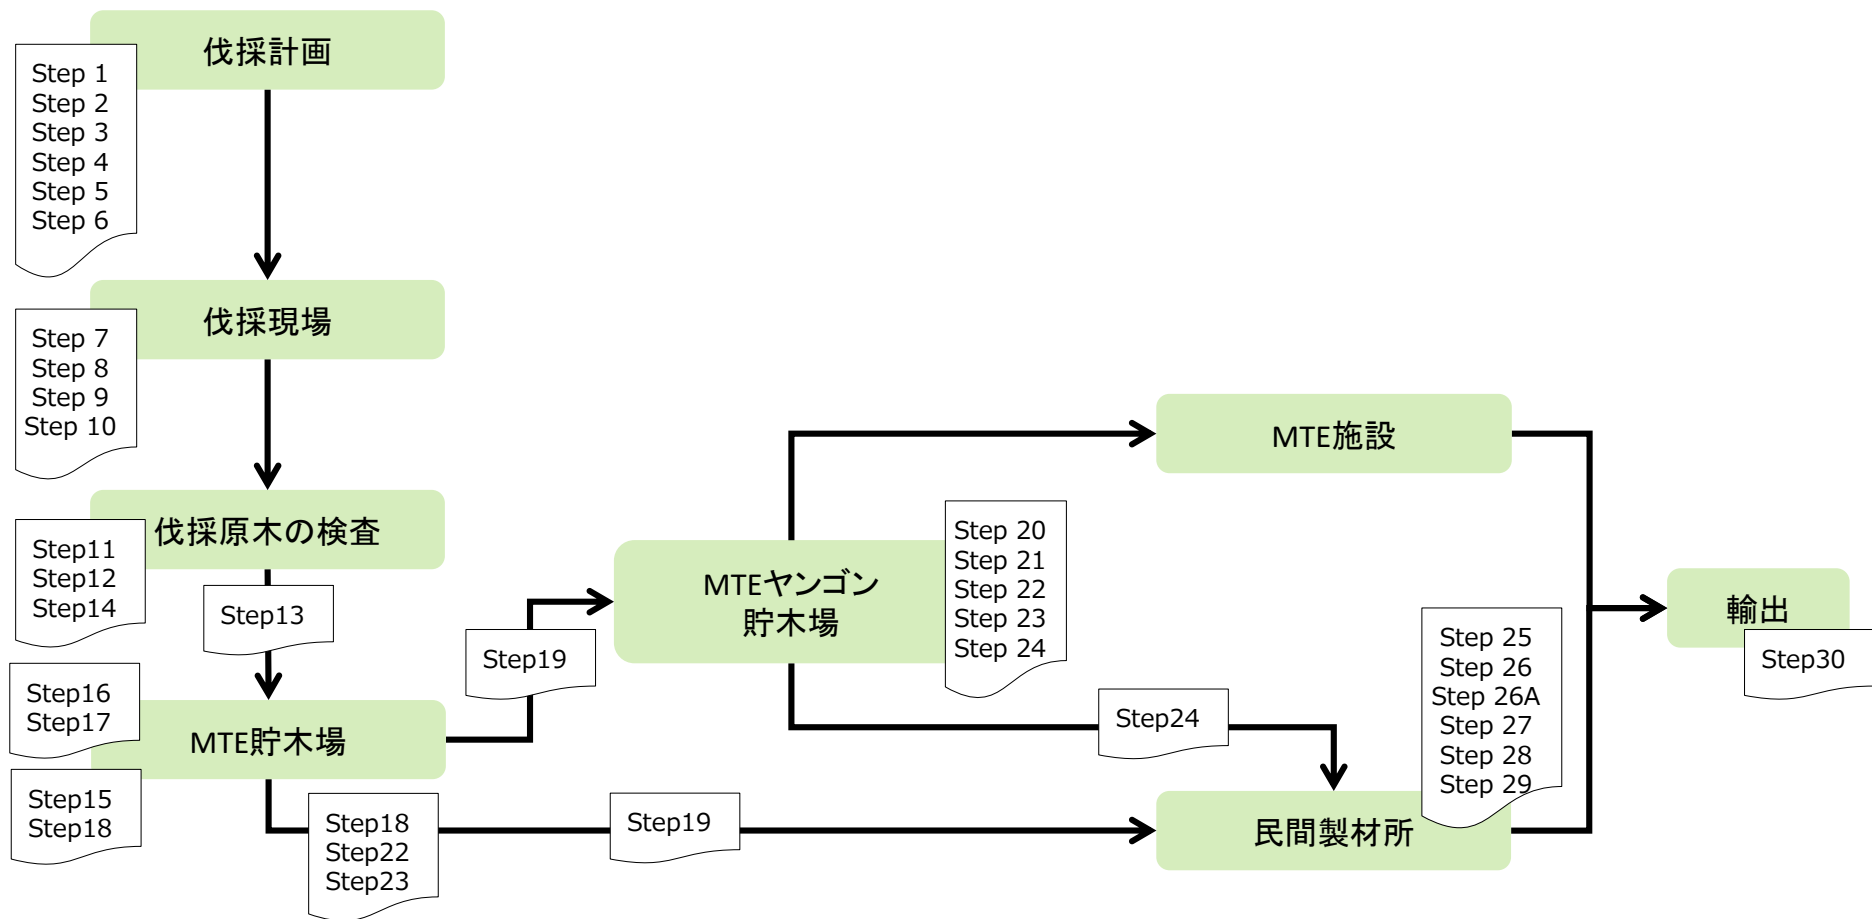 伐採計画
Step 1
Step 2
Step 3
Step 4
Step 5
Step 6
伐採現場
Step 7
Step 8
Step 9
Step 10
伐採原木の検査
Step11
Step12
Step14
Step13
Step16
Step17
MTE貯木場
Step15
Step18
Step18
Step22
Step23
Step19
Step19
MTEヤンゴン
貯木場
Step 20
Step 21
Step 22
Step 23
Step 24
Step24
MTE施設
Step 25
Step 26
Step 26A
Step 27
Step 28
Step 29
民間製材所
輸出
Step30